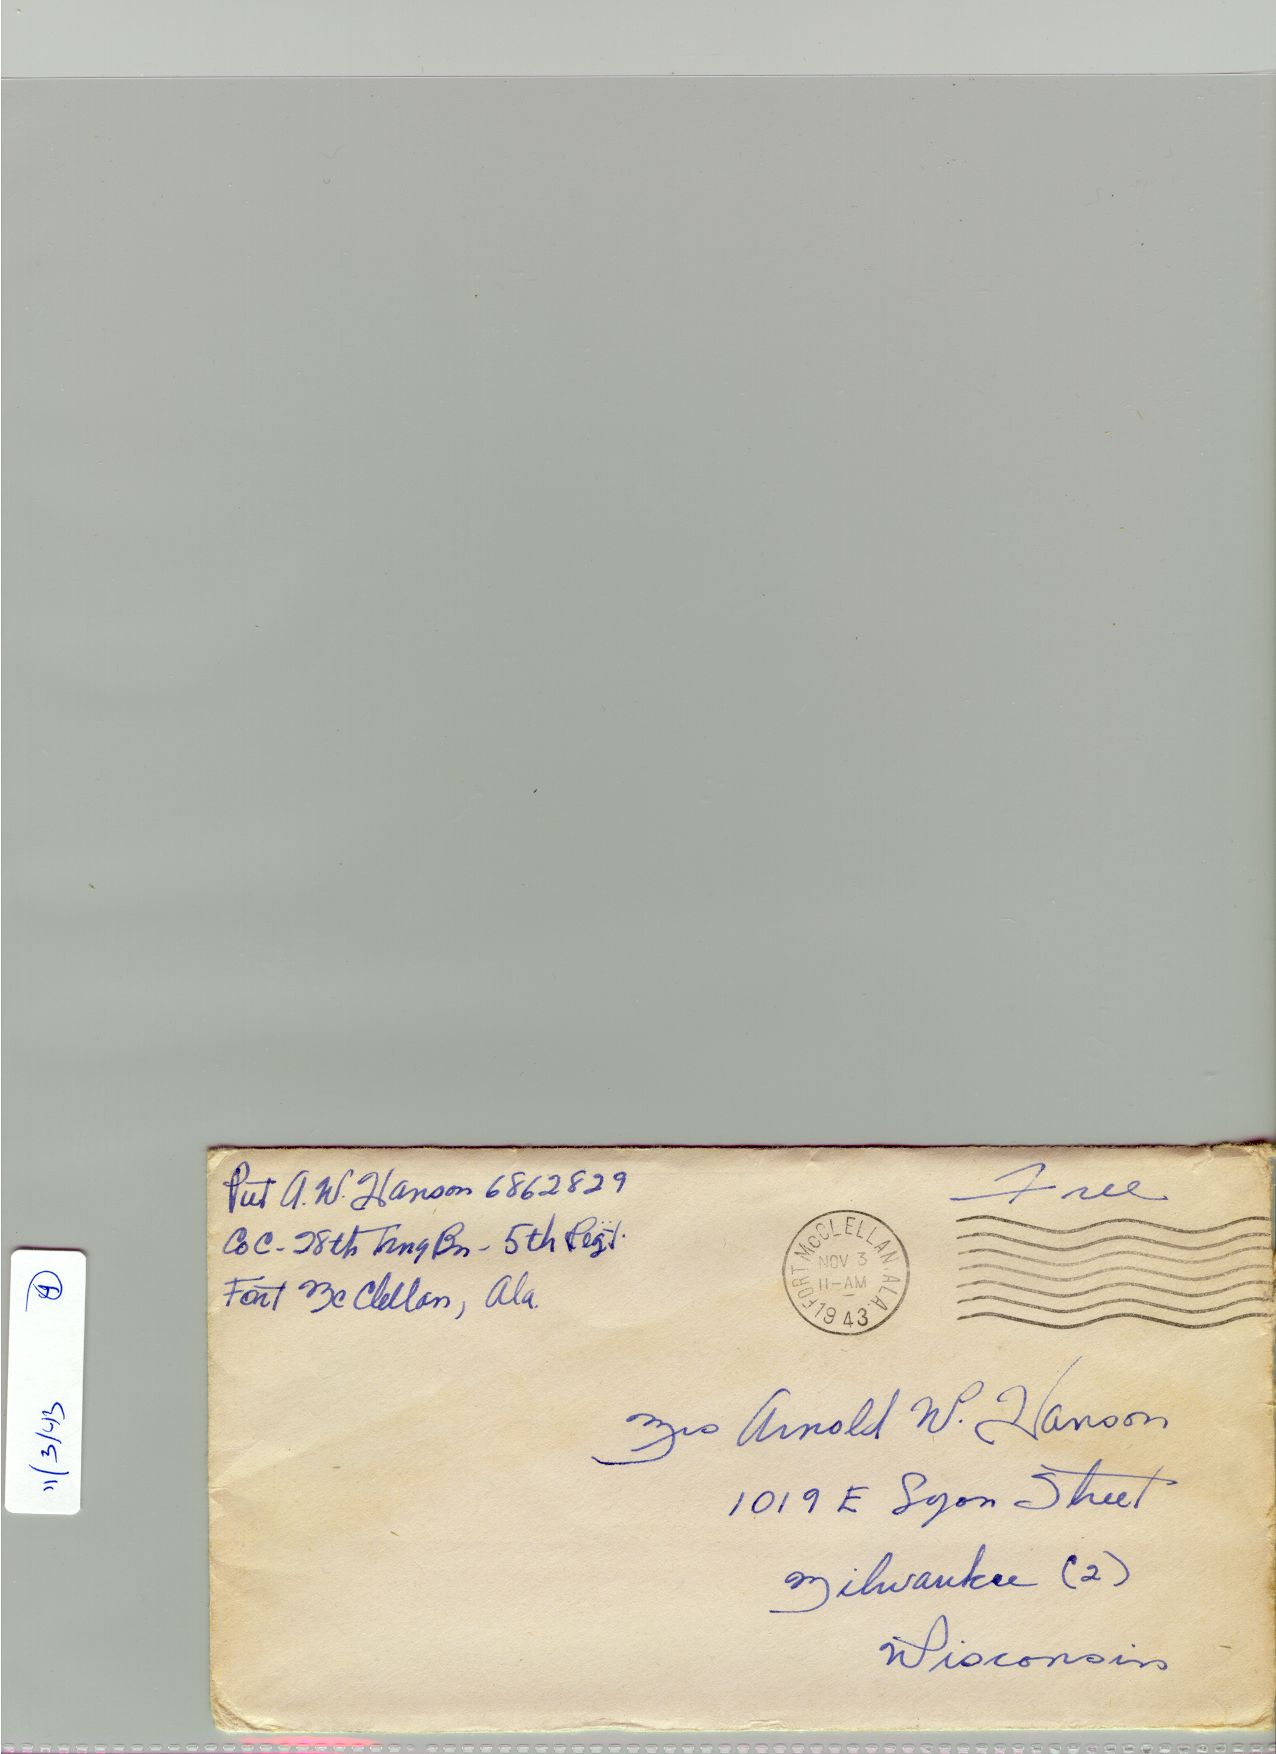 Pvt A. W. Hanson 6862829
Co C - 28th Trng Bn - 5th Regt.
Fort McClellan, Ala.
Free
FORT McCLELLAN, ALA.
NOV 3
11-AM
1943
Mrs Arnold W. Hanson
1019 E Lyon Street
Milwaukee (2)
Wisconsin
11/3/43